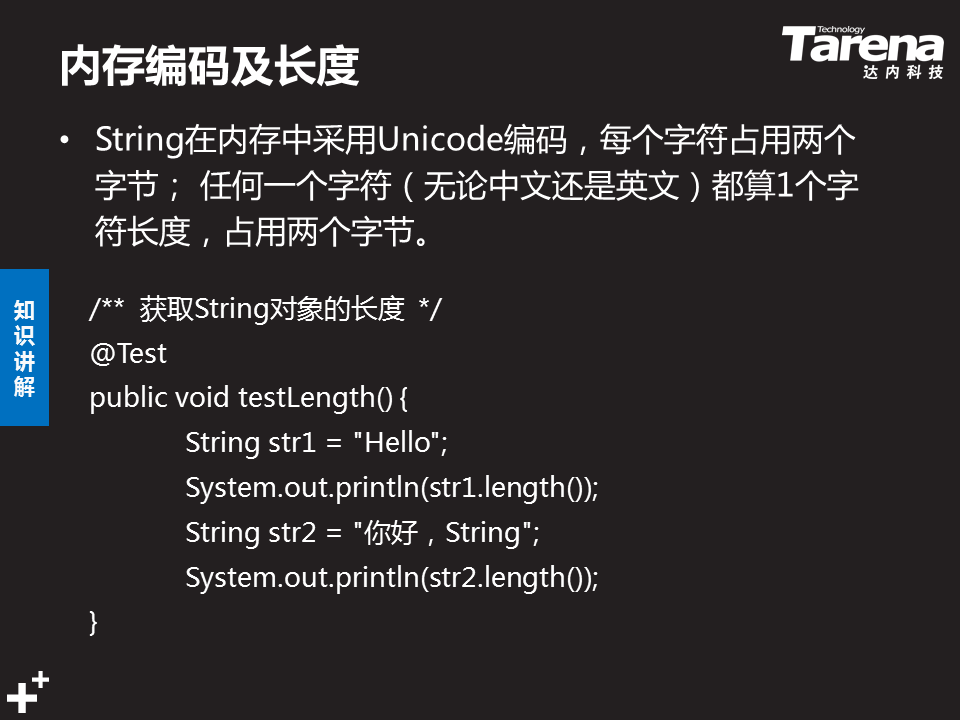 内存编码及长度
Technology
Tarena
达内科技
• String在内存中采用Unicode编码，每个字符占用两个
字节； 任何一个字符（无论中文还是英文）都算1个字
符长度，占用两个字节。
知
识
讲
解
/** 获取String对象的长度 */
@Test
public void testLength() {
String str1 = "Hello";
System.out.println(str1.length());
String str2 = "你好，String";
System.out.println(str2.length());
}